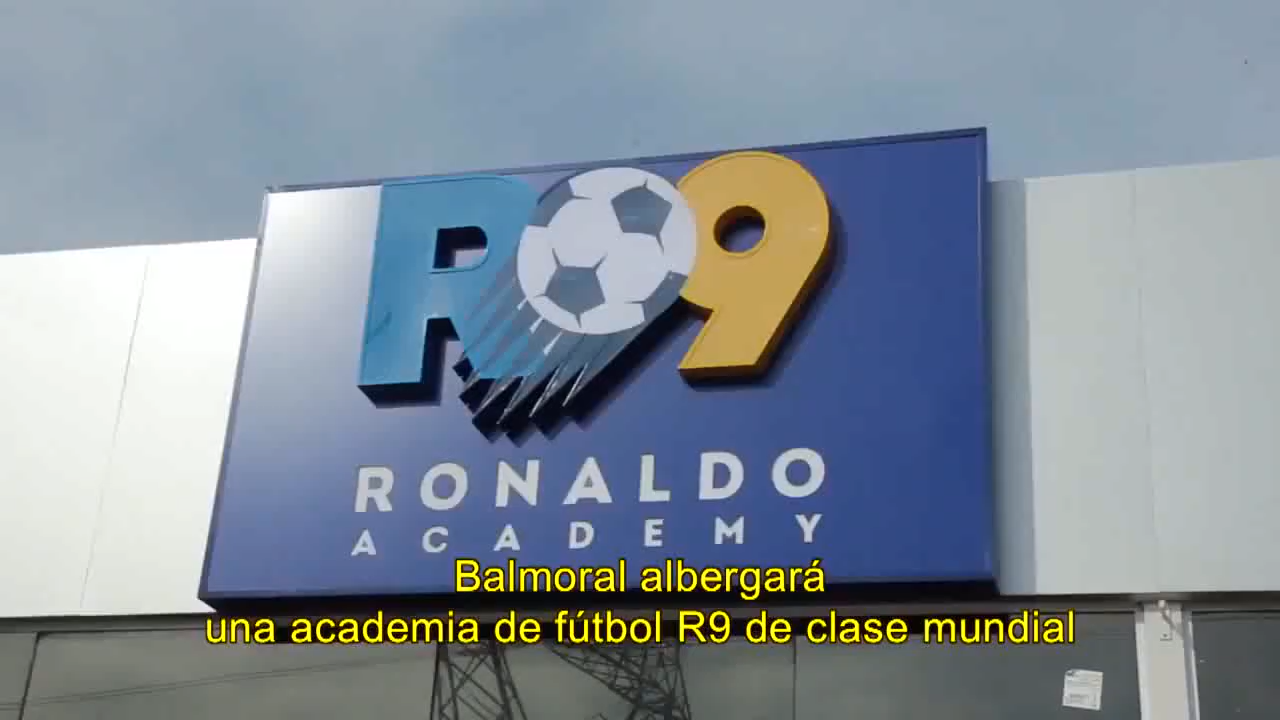 R9
RONALDO
ACADEMY
Balmoral albergará
una academia de fútbol R9 de clase mundial